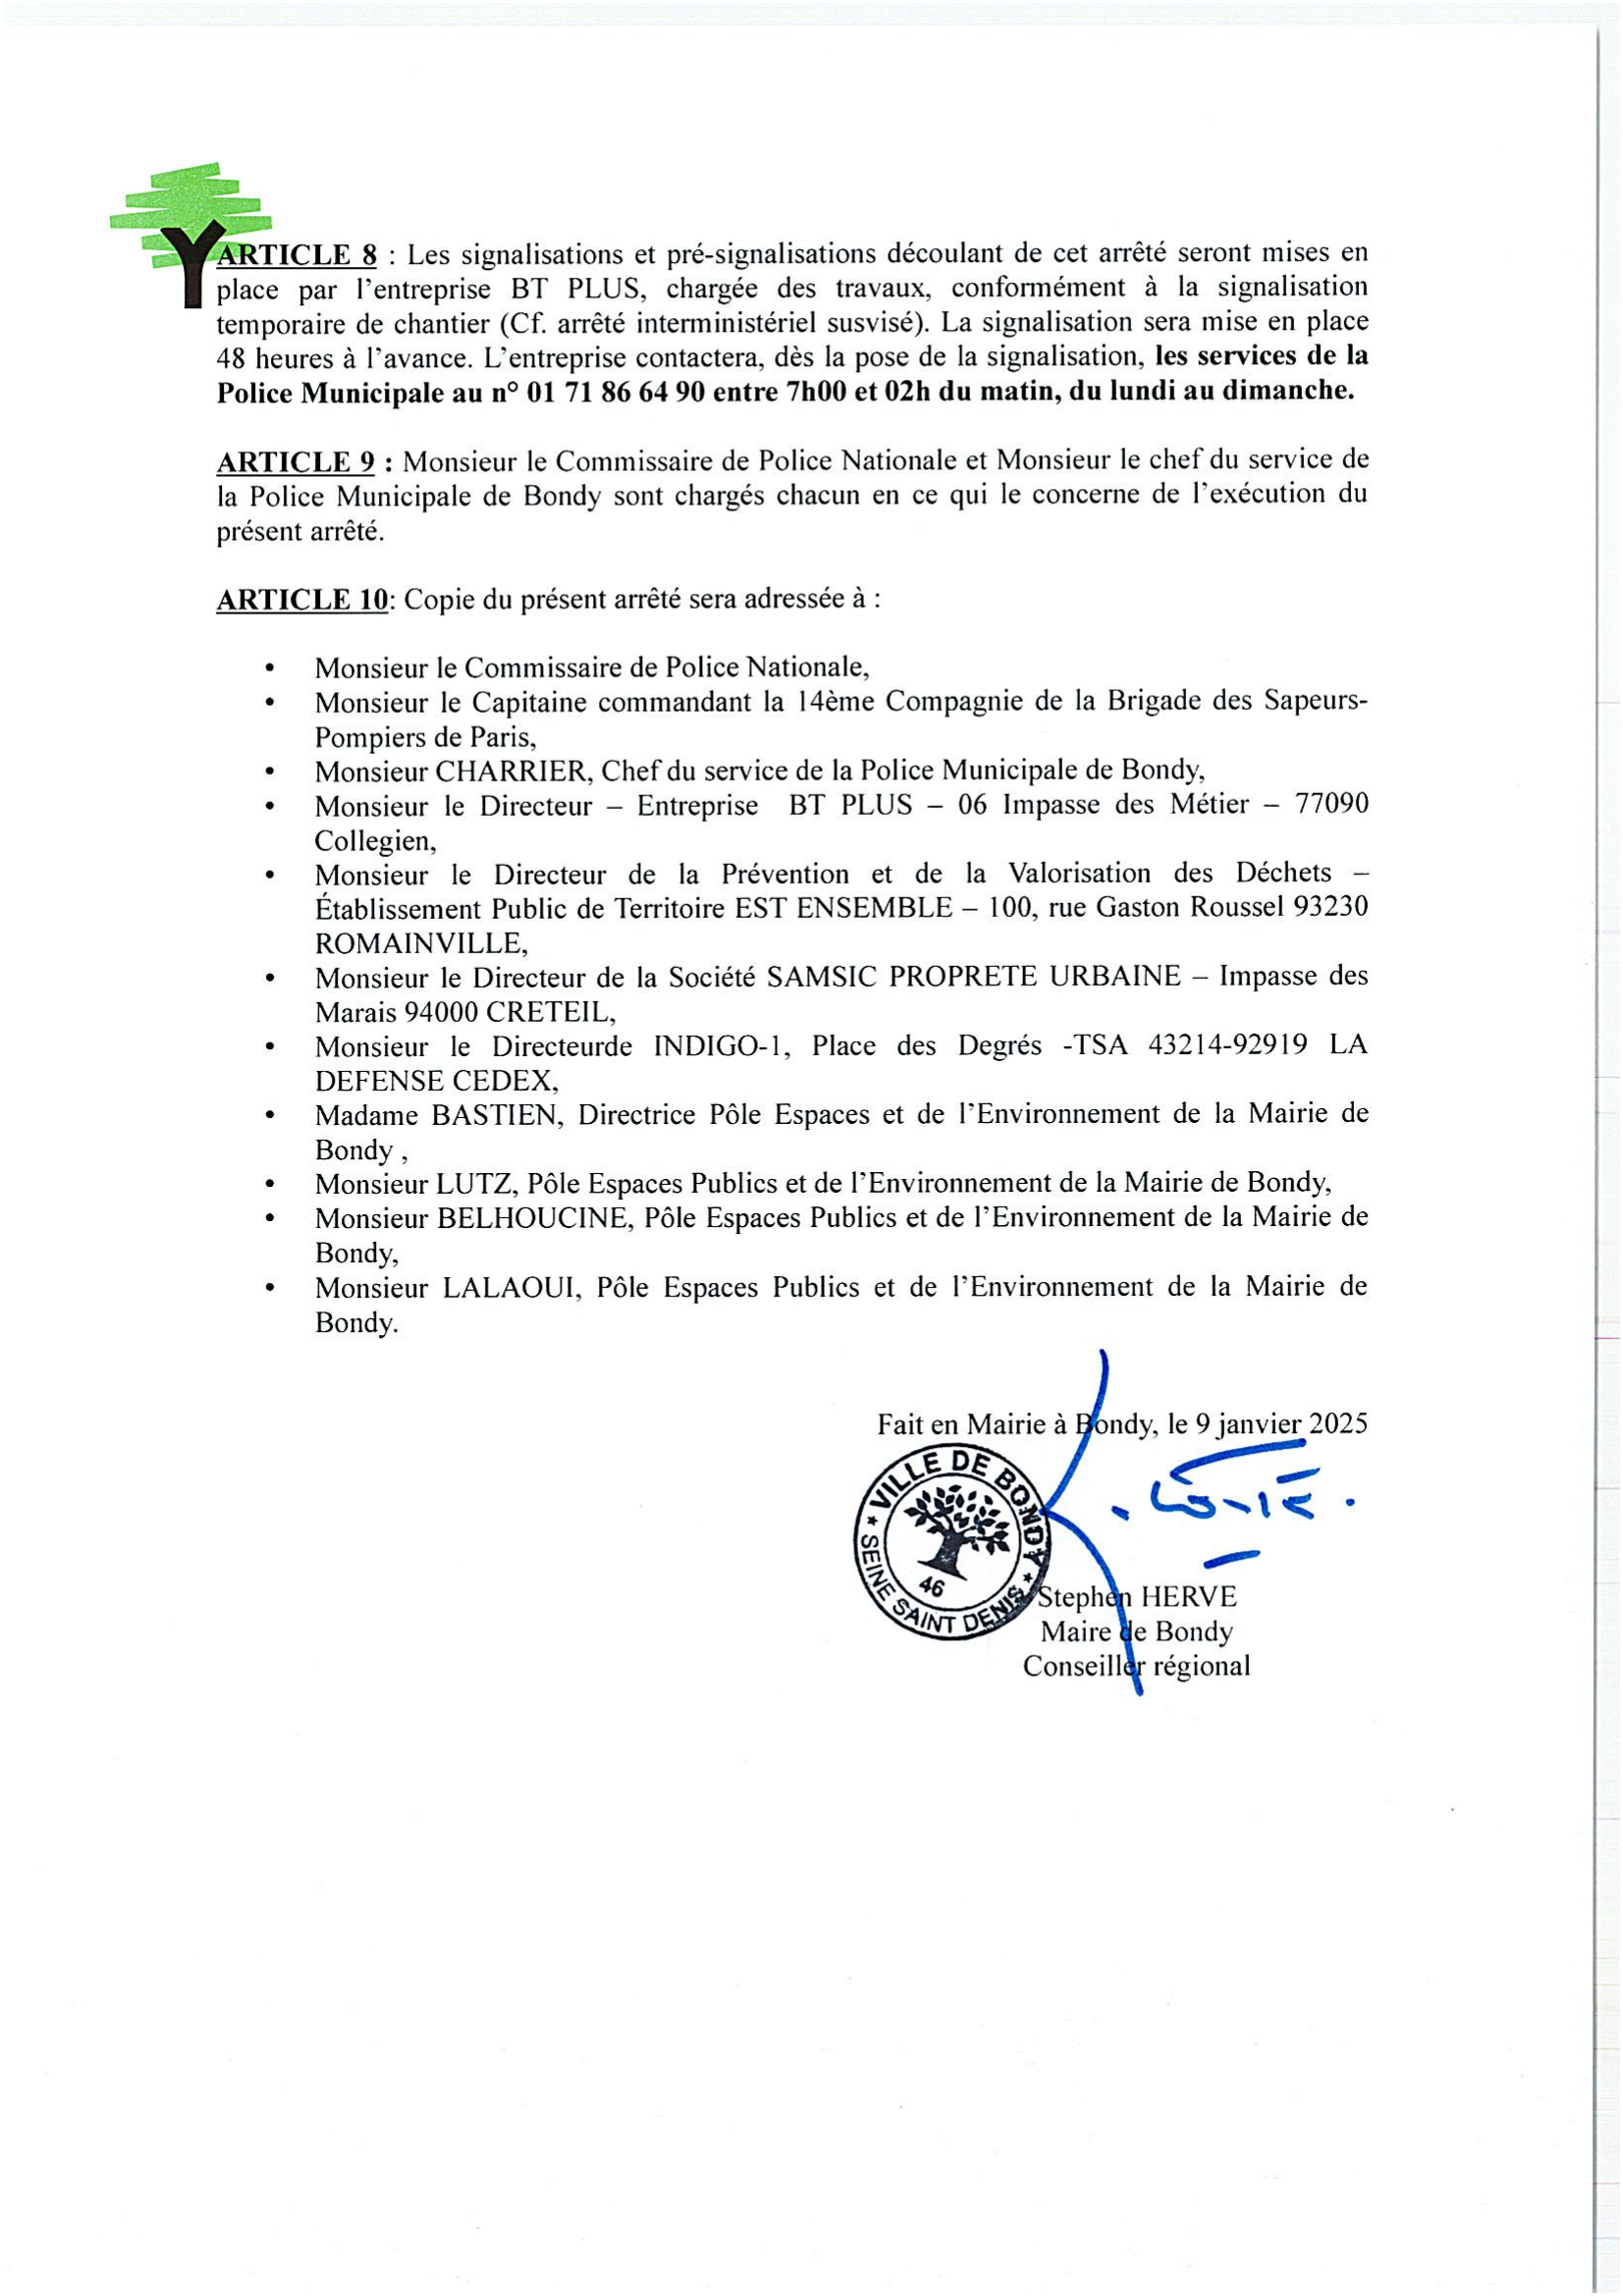 ARTICLE 8 : Les signalisations et pré-signalisations découlant de cet arrêté seront mises en
place par l’entreprise BT PLUS, chargée des travaux, conformément à la signalisation
temporaire de chantier (Cf. arrêté interministériel susvisé). La signalisation sera mise en place
48 heures à l’avance. L’entreprise contactera, dès la pose de la signalisation, les services de la
Police Municipale au n° 01 71 86 64 90 entre 7h00 et 02h du matin, du lundi au dimanche.
ARTICLE 9 : Monsieur le Commissaire de Police Nationale et Monsieur le chef du service de
la Police Municipale de Bondy sont chargés chacun en ce qui le concerne de l’exécution du
présent arrêté.
ARTICLE 10: Copie du présent arrêté sera adressée à :
• Monsieur le Commissaire de Police Nationale,
• Monsieur le Capitaine commandant la 14ème Compagnie de la Brigade des Sapeurs-
Pompiers de Paris,
• Monsieur CHARRIER, Chef du service de la Police Municipale de Bondy,
• Monsieur le Directeur – Entreprise BT PLUS – 06 Impasse des Métier – 77090
Collegien,
• Monsieur le Directeur de la Prévention et de la Valorisation des Déchets –
Établissement Public de Territoire EST ENSEMBLE – 100, rue Gaston Roussel 93230
ROMAINVILLE,
• Monsieur le Directeur de la Société SAMSIC PROPRETE URBAINE – Impasse des
Marais 94000 CRETEIL,
• Monsieur le Directeurde INDIGO-1, Place des Degrés -TSA 43214-92919 LA
DEFENSE CEDEX,
• Madame BASTIEN, Directrice Pôle Espaces et de l’Environnement de la Mairie de
Bondy ,
• Monsieur LUTZ, Pôle Espaces Publics et de l’Environnement de la Mairie de Bondy,
• Monsieur BELHOUCINE, Pôle Espaces Publics et de l’Environnement de la Mairie de
Bondy,
• Monsieur LALAOUI, Pôle Espaces Publics et de l’Environnement de la Mairie de
Bondy.
Fait en Mairie à Bondy, le 9 janvier 2025
★ VILLE DE BONDY ★
SEINE SAINT DENIS
46
Stephen HERVE
Maire de Bondy
Conseiller régional